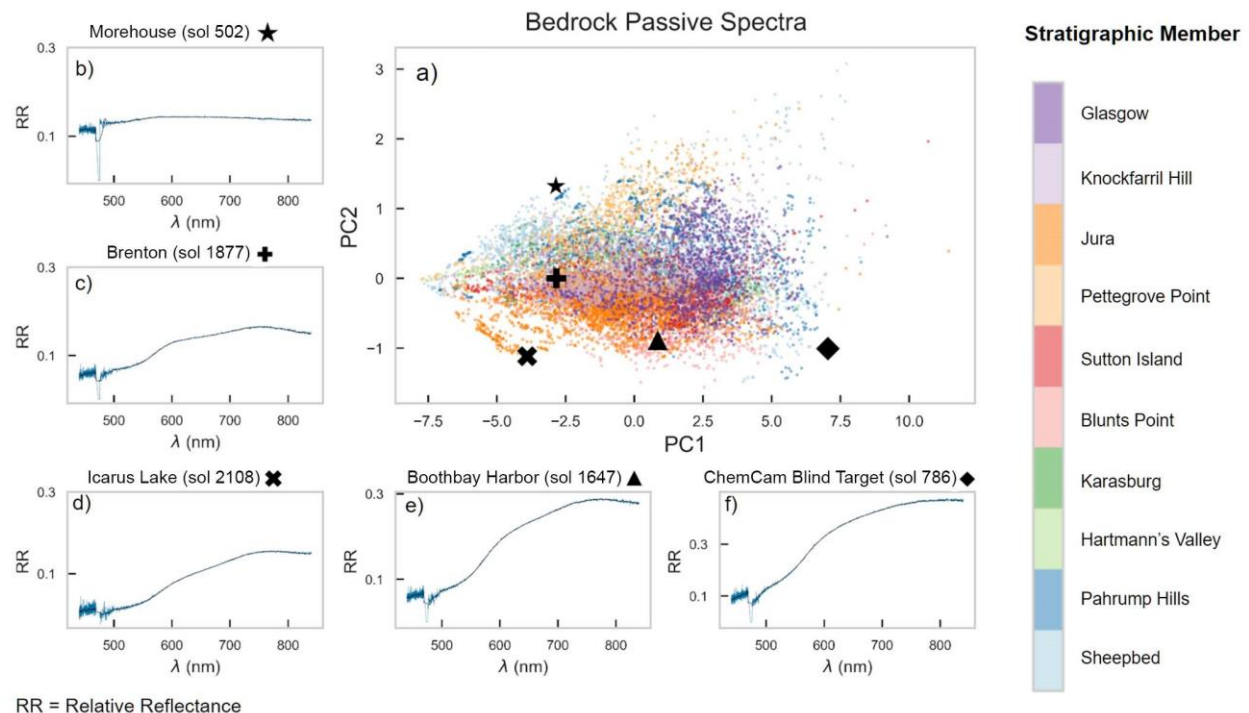 Bedrock Passive Spectra
Morehouse (sol 502)
b)
0.3
0.1
RR
500 600 700 800
λ (nm)
Brenton (sol 1877)
c)
0.3
0.1
RR
500 600 700 800
λ (nm)
a)
3
2
1
0
−1
PC2
−7.5 −5.0 −2.5 0.0 2.5 5.0 7.5 10.0
PC1
Icarus Lake (sol 2108)
d)
0.3
0.1
RR
500 600 700 800
λ (nm)
Boothbay Harbor (sol 1647)
e)
0.3
0.1
RR
500 600 700 800
λ (nm)
ChemCam Blind Target (sol 786)
f)
0.3
0.1
RR
500 600 700 800
λ (nm)
Stratigraphic Member
Glasgow
Knockfarril Hill
Jura
Pettegrove Point
Sutton Island
Blunts Point
Karasburg
Hartmann's Valley
Pahrump Hills
Sheepbed
RR = Relative Reflectance